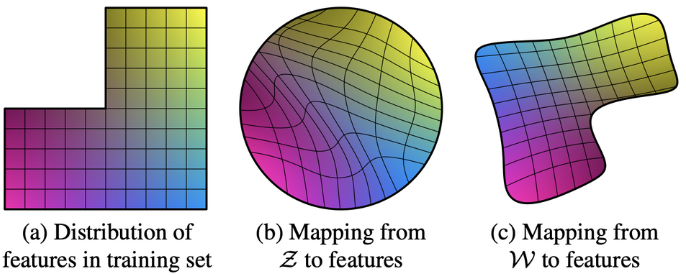 (a) Distribution of
features in training set
(b) Mapping from
𝒵 to features
(c) Mapping from
𝒲 to features